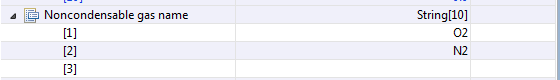 Noncondensable gas name String[10]
[1] O2
[2] N2
[3]